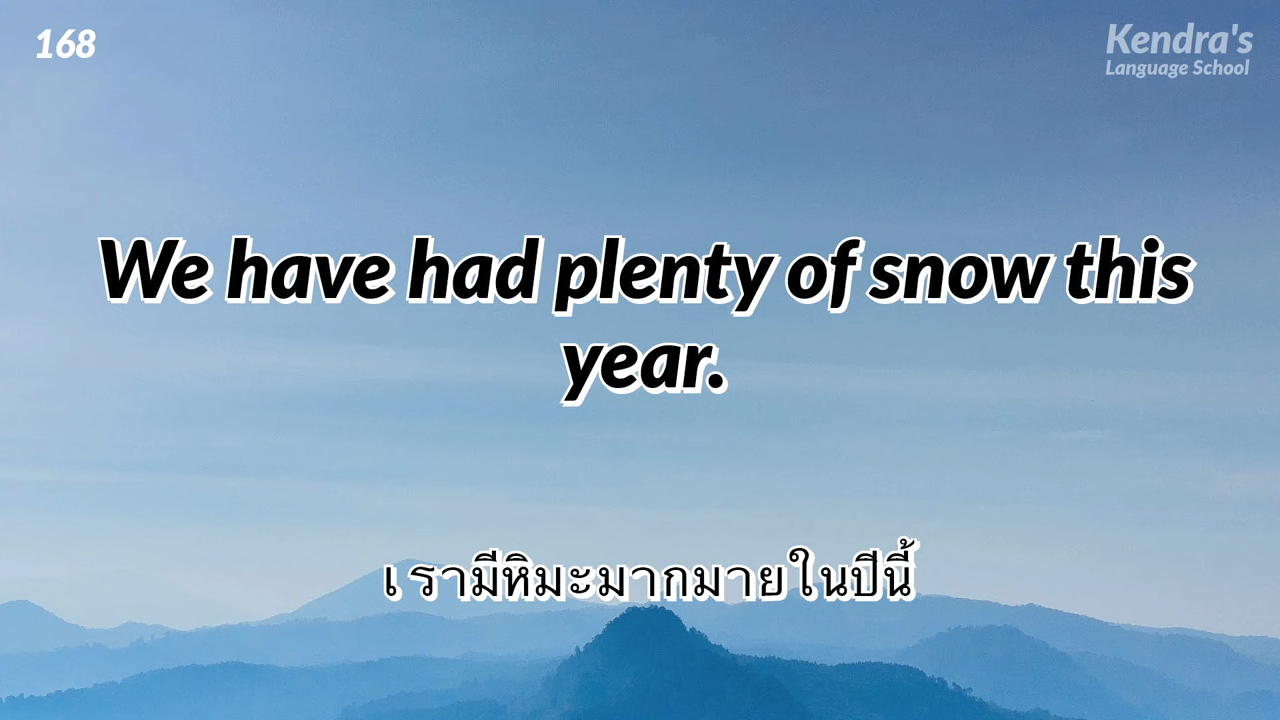 168
Kendra's
Language School
We have had plenty of snow this
year.
เรามีหิมะมากมายในปีนี้